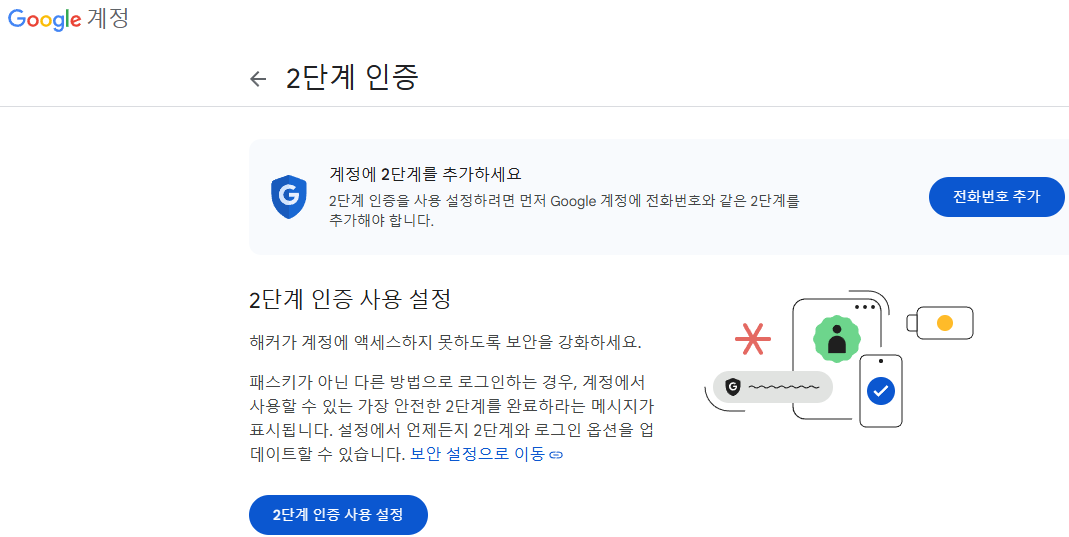 Google 계정
2단계 인증
계정에 2단계를 추가하세요
2단계 인증을 사용 설정하려면 먼저 Google 계정에 전화번호와 같은 2단계를
추가해야 합니다.
전화번호 추가
2단계 인증 사용 설정
해커가 계정에 액세스하지 못하도록 보안을 강화하세요.
패스키가 아닌 다른 방법으로 로그인하는 경우, 계정에서
사용할 수 있는 가장 안전한 2단계를 완료하라는 메시지가
표시됩니다. 설정에서 언제든지 2단계와 로그인 옵션을 업
데이트할 수 있습니다. 보안 설정으로 이동
2단계 인증 사용 설정